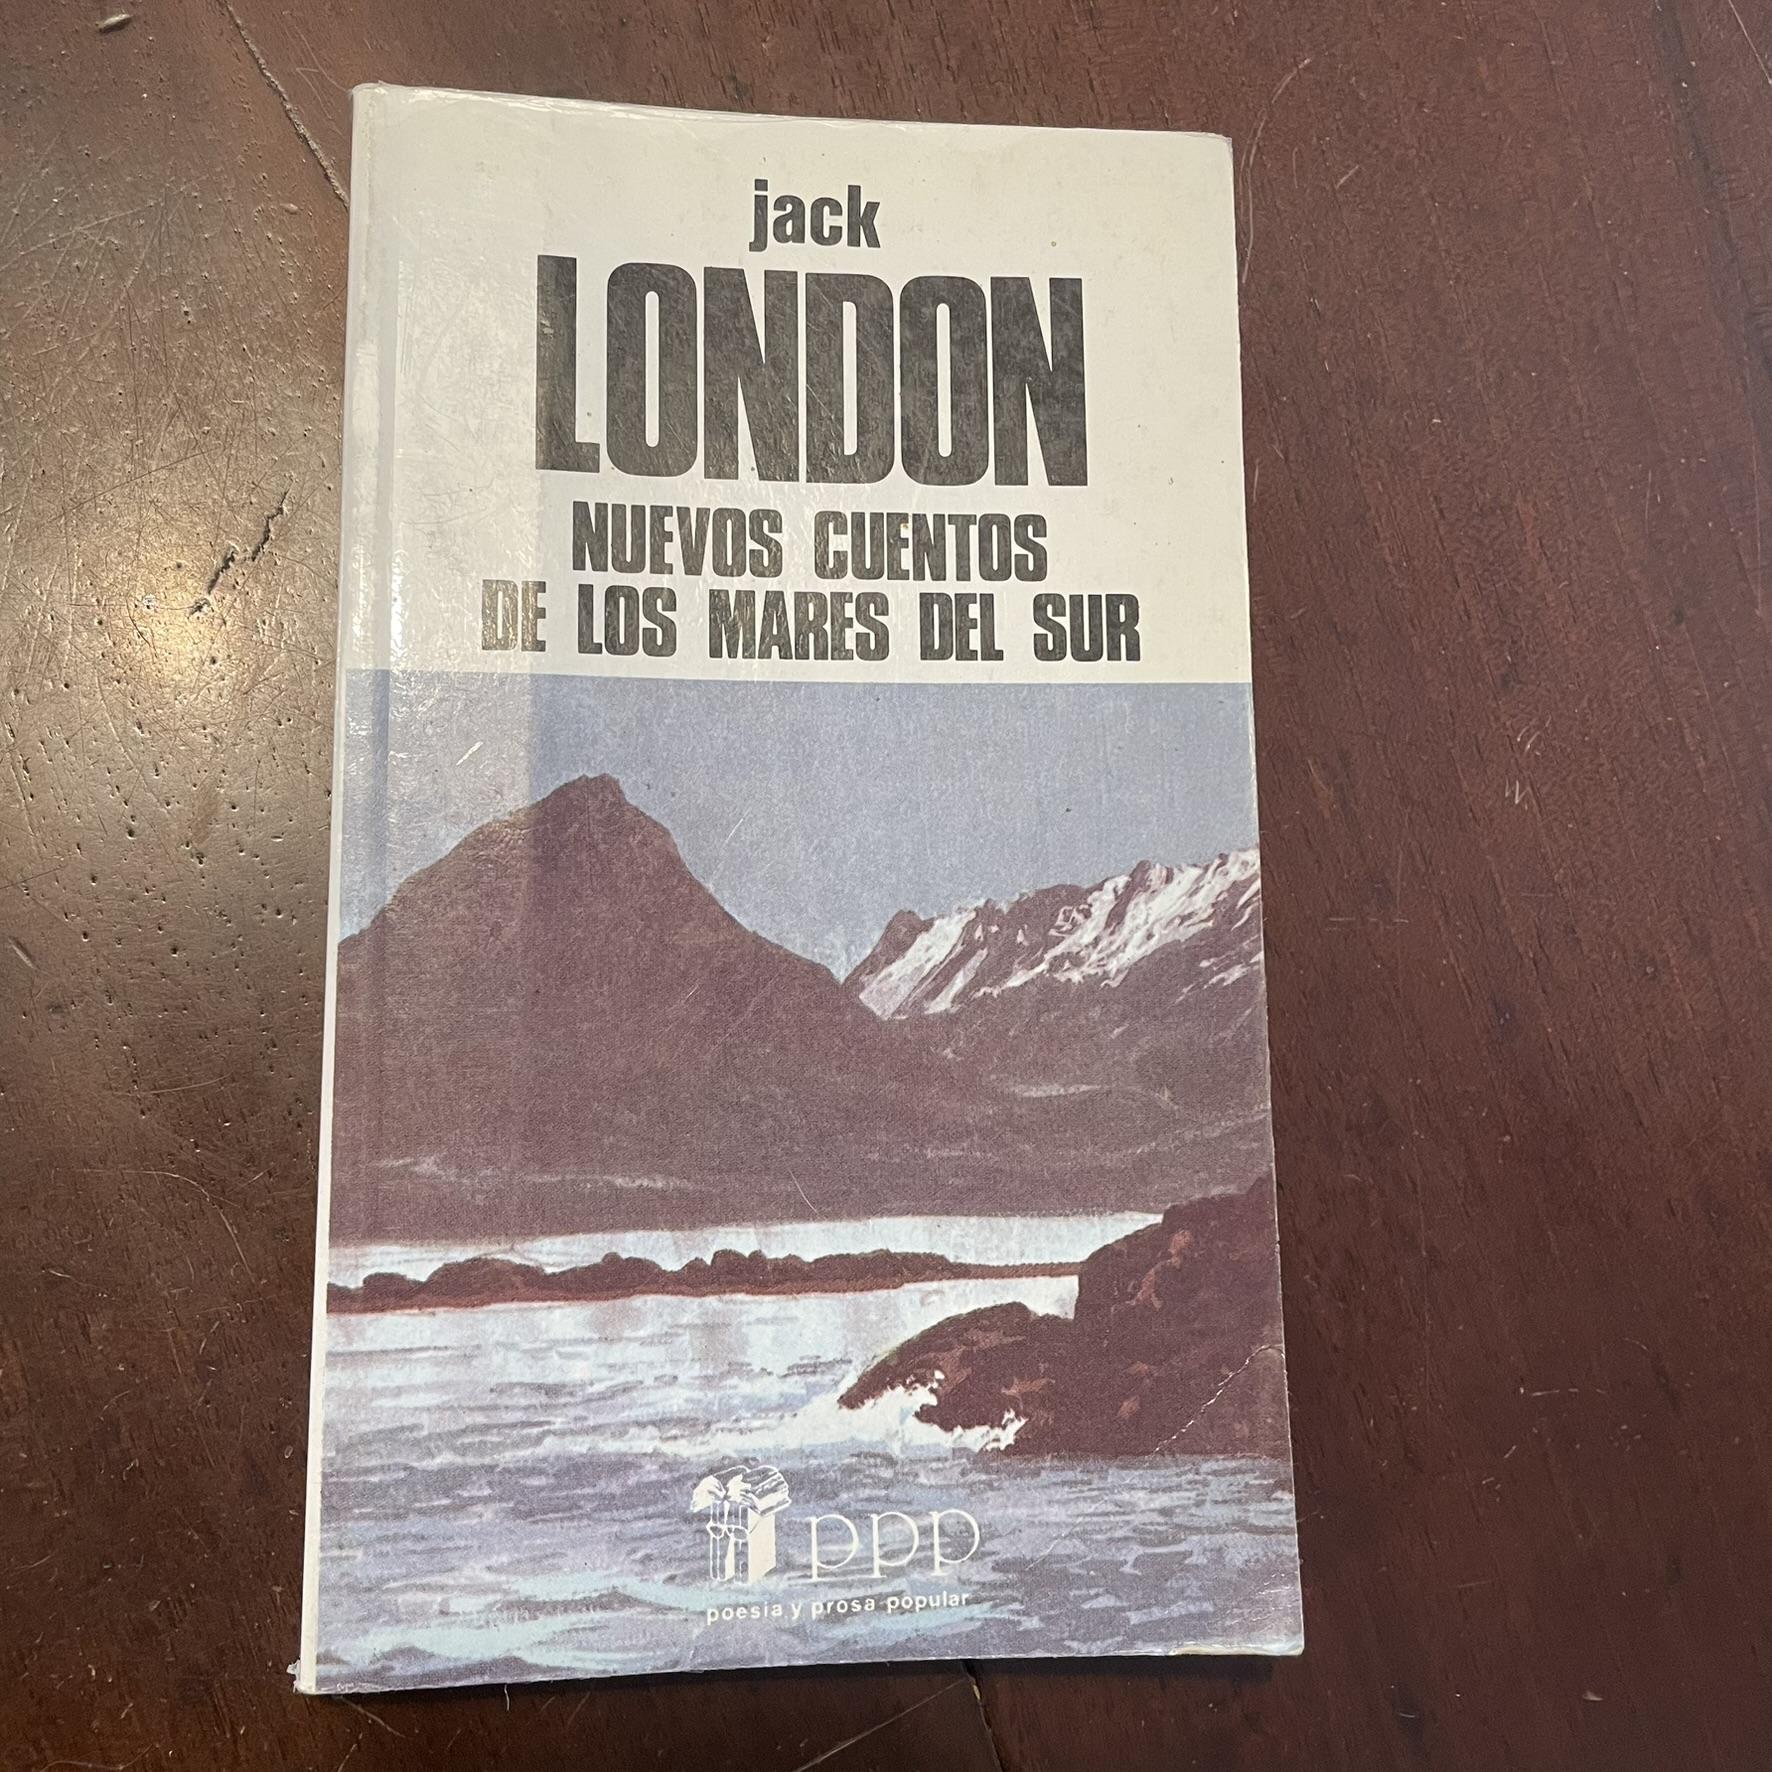 jack
LONDON
NUEVOS CUENTOS
DE LOS MARES DEL SUR
ppp
poesia y prosa popular